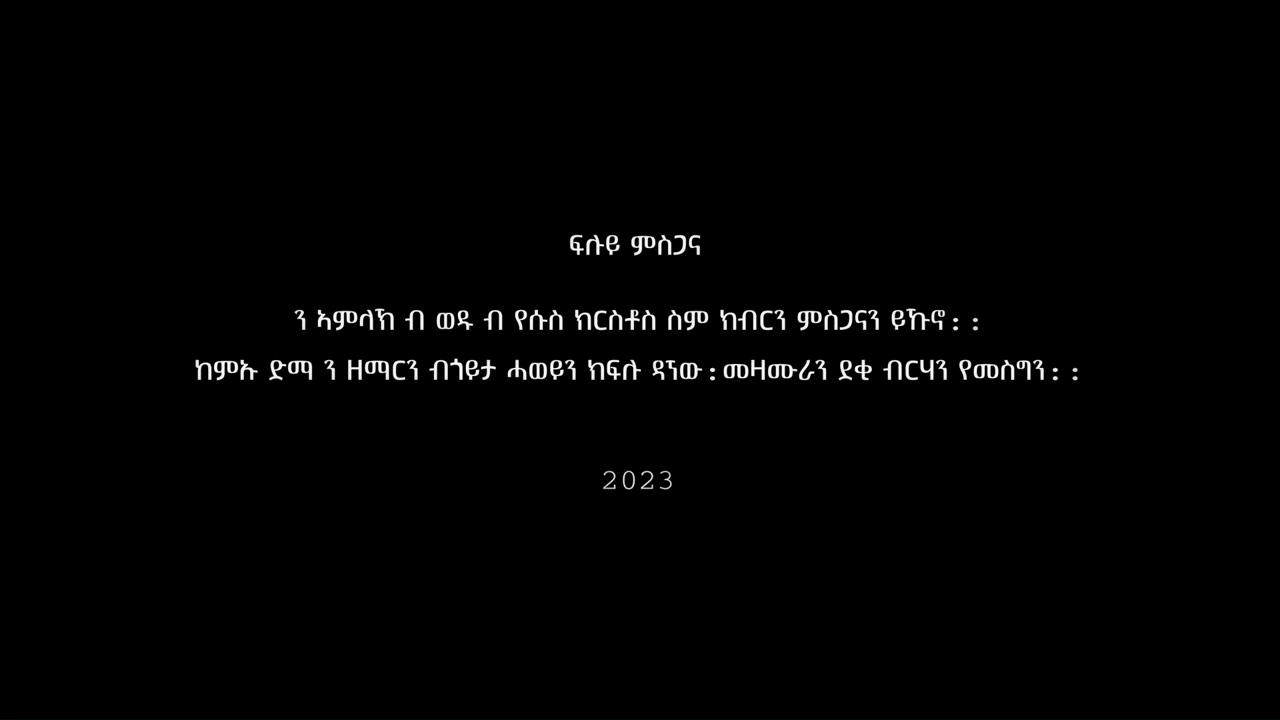 ፍሉይ ምስጋና
ን ኣምላኽ ብ ወዱ ብ የሱስ ክርስቶስ ስም ክብርን ምስጋናን ይኹኖ::
ከምኡ ድማ ን ዘማርን ብጎይታ ሓወይን ክፍሉ ዳኘው:መዛሙራን ደቂ ብርሃን የመስግን::
2023